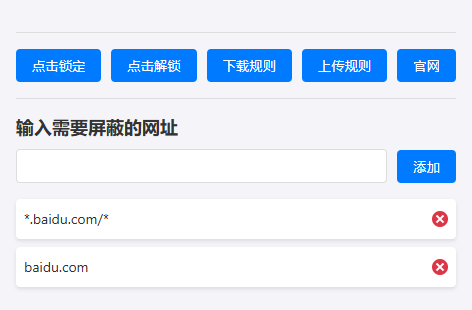 点击锁定 点击解锁 下载规则 上传规则 官网
输入需要屏蔽的网址
添加
*.baidu.com/*
baidu.com